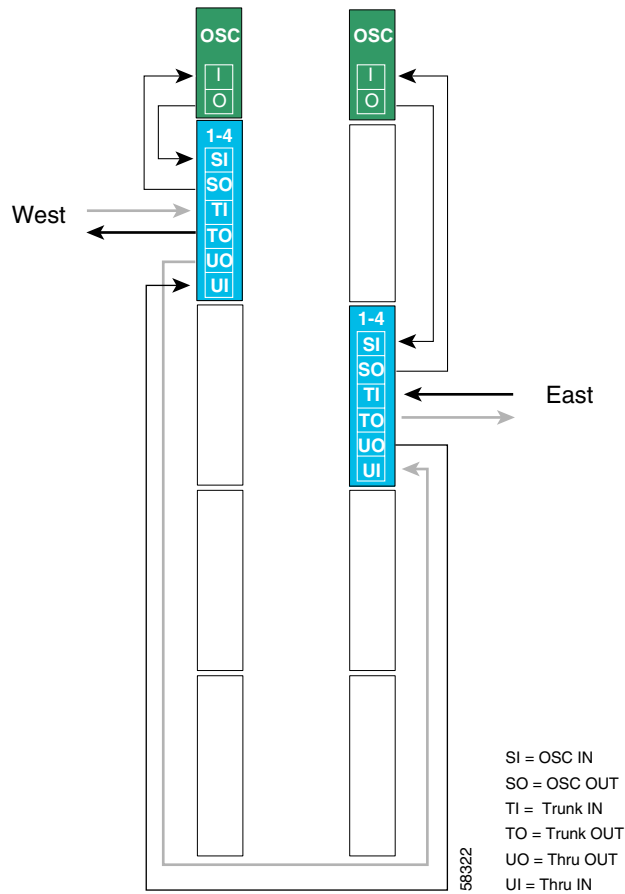 OSC
I
O
1-4
SI
SO
TI
TO
UO
UI
West
OSC
I
O
1-4
SI
SO
TI
TO
UO
UI
East
SI = OSC IN
SO = OSC OUT
TI = Trunk IN
TO = Trunk OUT
UO = Thru OUT
UI = Thru IN
58322